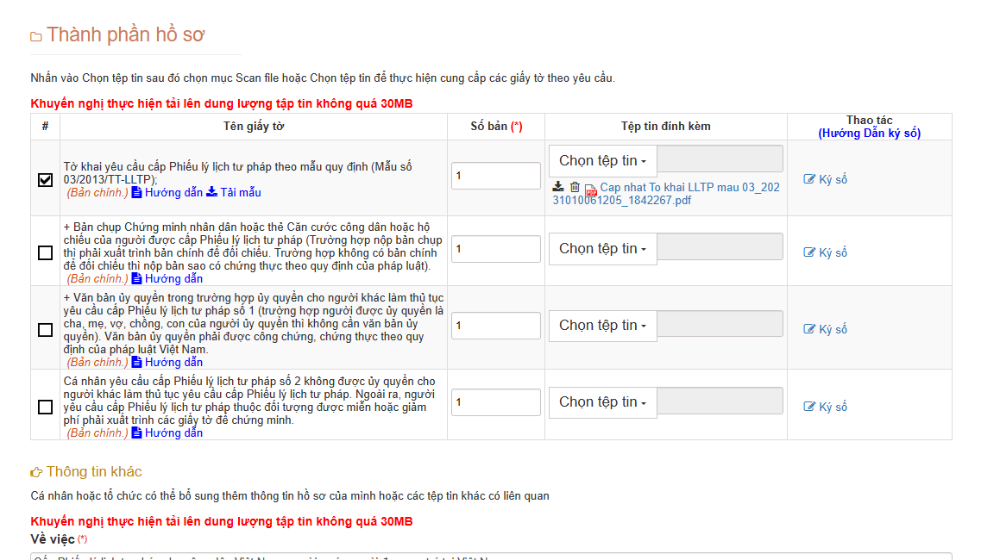 Thành phần hồ sơ
Nhấn vào Chọn tệp tin sau đó chọn mục Scan file hoặc Chọn tệp tin để thực hiện cung cấp các giấy tờ theo yêu cầu.
Khuyến nghị thực hiện tải lên dung lượng tập tin không quá 30MB
# Tên giấy tờ Số bản (*) Tệp tin đính kèm Thao tác
(Hướng Dẫn ký số)
Tờ khai yêu cầu cấp Phiếu lý lịch tư pháp theo mẫu quy định (Mẫu số
03/2013/TT-LLTP);
(Bản chính.) Hướng dẫn Tải mẫu
1
Chọn tệp tin
Cap nhat To khai LLTP mau 03_202
31010061205_1842267.pdf
Ký số
+ Bản chụp Chứng minh nhân dân hoặc thẻ Căn cước công dân hoặc hộ
chiếu của người được cấp Phiếu lý lịch tư pháp (Trường hợp nộp bản chụp
thì phải xuất trình bản chính để đối chiếu. Trường hợp không có bản chính
để đối chiếu thì nộp bản sao có chứng thực theo quy định của pháp luật).
(Bản chính.) Hướng dẫn
1
Chọn tệp tin
Ký số
+ Văn bản ủy quyền trong trường hợp ủy quyền cho người khác làm thủ tục
yêu cầu cấp Phiếu lý lịch tư pháp số 1 (trường hợp người được ủy quyền là
cha, mẹ, vợ, chồng, con của người ủy quyền thì không cần văn bản ủy
quyền). Văn bản ủy quyền phải được công chứng, chứng thực theo quy
định của pháp luật Việt Nam.
(Bản chính.) Hướng dẫn
1
Chọn tệp tin
Ký số
Cá nhân yêu cầu cấp Phiếu lý lịch tư pháp số 2 không được ủy quyền cho
người khác làm thủ tục yêu cầu cấp Phiếu lý lịch tư pháp. Ngoài ra, người
yêu cầu cấp Phiếu lý lịch tư pháp thuộc đối tượng được miễn hoặc giảm
phí phải xuất trình các giấy tờ để chứng minh.
(Bản chính.) Hướng dẫn
1
Chọn tệp tin
Ký số
Thông tin khác
Cá nhân hoặc tổ chức có thể bổ sung thêm thông tin hồ sơ của mình hoặc các tệp tin khác có liên quan
Khuyến nghị thực hiện tải lên dung lượng tập tin không quá 30MB
Về việc (*)